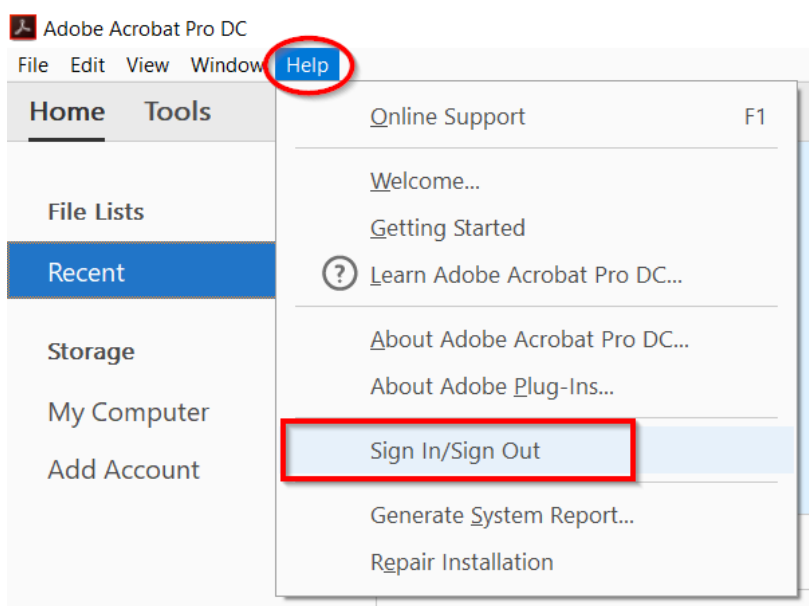 Adobe Acrobat Pro DC
File Edit View Window Help
Home Tools
Online Support F1
Welcome...
File Lists
Getting Started
Recent
? Learn Adobe Acrobat Pro DC...
About Adobe Acrobat Pro DC...
Storage
About Adobe Plug-Ins...
My Computer
Sign In/Sign Out
Add Account
Generate System Report...
Repair Installation